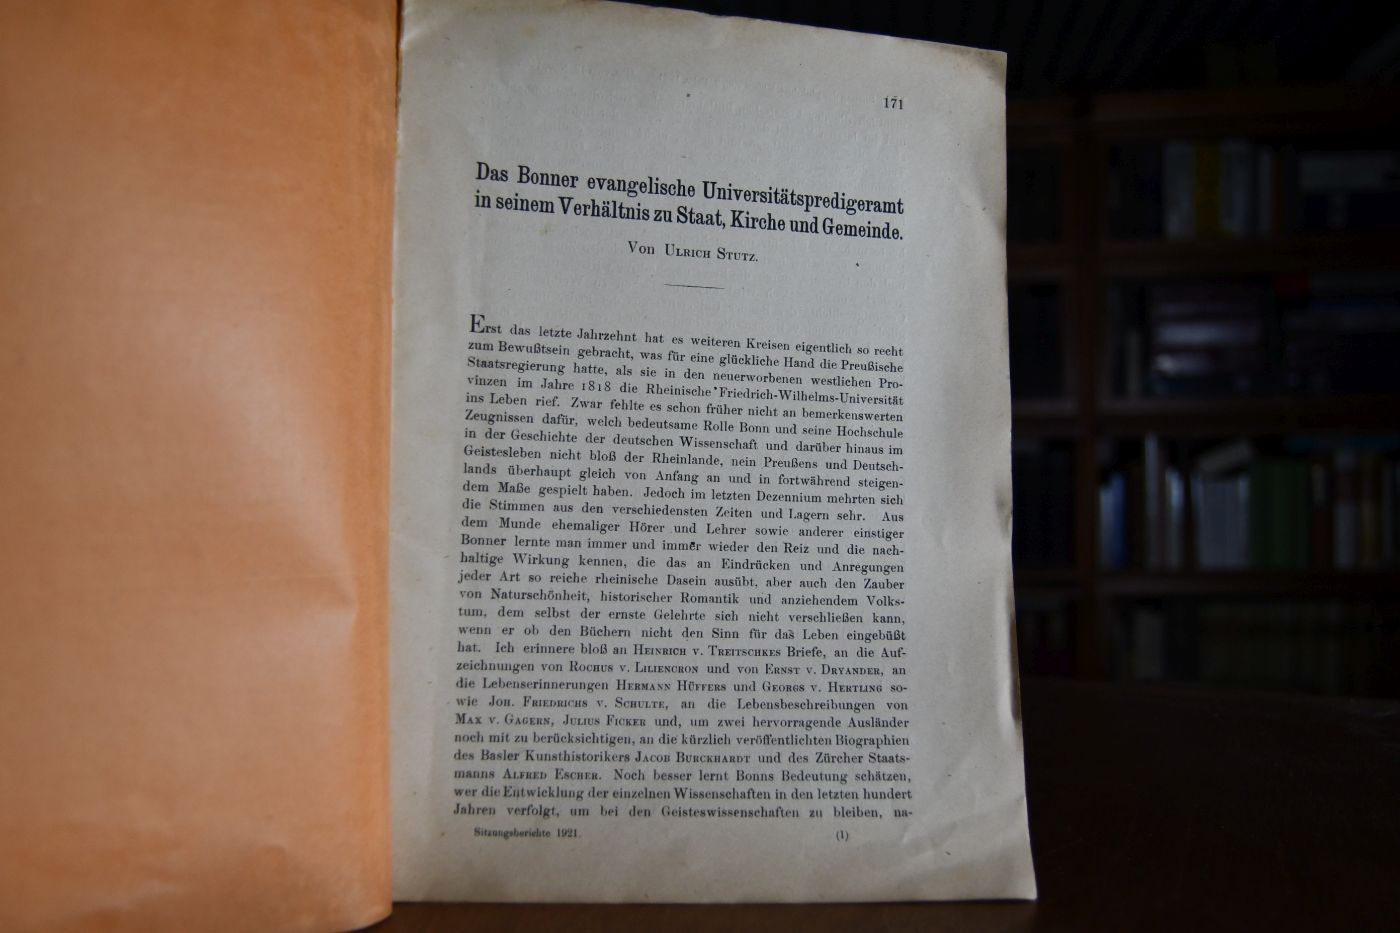 171
Das Bonner evangelische Universitätspredigeramt
in seinem Verhältnis zu Staat, Kirche und Gemeinde.
Von Ulrich Stutz.
Erst das letzte Jahrzehnt hat es weiteren Kreisen eigentlich so recht
zum Bewußtsein gebracht, was für eine glückliche Hand die Preußische
Staatsregierung hatte, als sie in den neuerworbenen westlichen Pro-
vinzen im Jahre 1818 die Rheinische Friedrich-Wilhelms-Universität
ins Leben rief. Zwar fehlte es schon früher nicht an bemerkenswerten
Zeugnissen dafür, welch bedeutsame Rolle Bonn und seine Hochschule
in der Geschichte der deutschen Wissenschaft und darüber hinaus im
Geistesleben nicht bloß der Rheinlande, nein Preußens und Deutsch-
lands überhaupt gleich von Anfang an und in fortwährend steigen-
dem Maße gespielt haben. Jedoch im letzten Dezennium mehrten sich
die Stimmen aus den verschiedensten Zeiten und Lagern sehr. Aus
dem Munde ehemaliger Hörer und Lehrer sowie anderer einstiger
Bonner lernte man immer und immer wieder den Reiz und die nach-
haltige Wirkung kennen, die das an Eindrücken und Anregungen
jeder Art so reiche rheinische Dasein ausübt, aber auch den Zauber
von Naturschönheit, historischer Romantik und anziehendem Volks-
tum, dem selbst der ernste Gelehrte sich nicht verschließen kann,
wenn er ob den Büchern nicht den Sinn für das Leben eingebüßt
hat. Ich erinnere bloß an Heinrich v. Treitschkes Briefe, an die Auf-
zeichnungen von Rochus v. Liliencron und von Ernst v. Dryander, an
die Lebenserinnerungen Hermann Hüffers und Georgs v. Hertling so-
wie Joh. Friedrichs v. Schulte, an die Lebensbeschreibungen von
Max v. Gagern, Julius Ficker und, um zwei hervorragende Ausländer
noch mit zu berücksichtigen, an die kürzlich veröffentlichten Biographien
des Basler Kunsthistorikers Jacob Burckhardt und des Zürcher Staats-
manns Alfred Escher. Noch besser lernt Bonns Bedeutung schätzen,
wer die Entwicklung der einzelnen Wissenschaften in den letzten hundert
Jahren verfolgt, um bei den Geisteswissenschaften zu bleiben, na-
Sitzungsberichte 1921. (1)